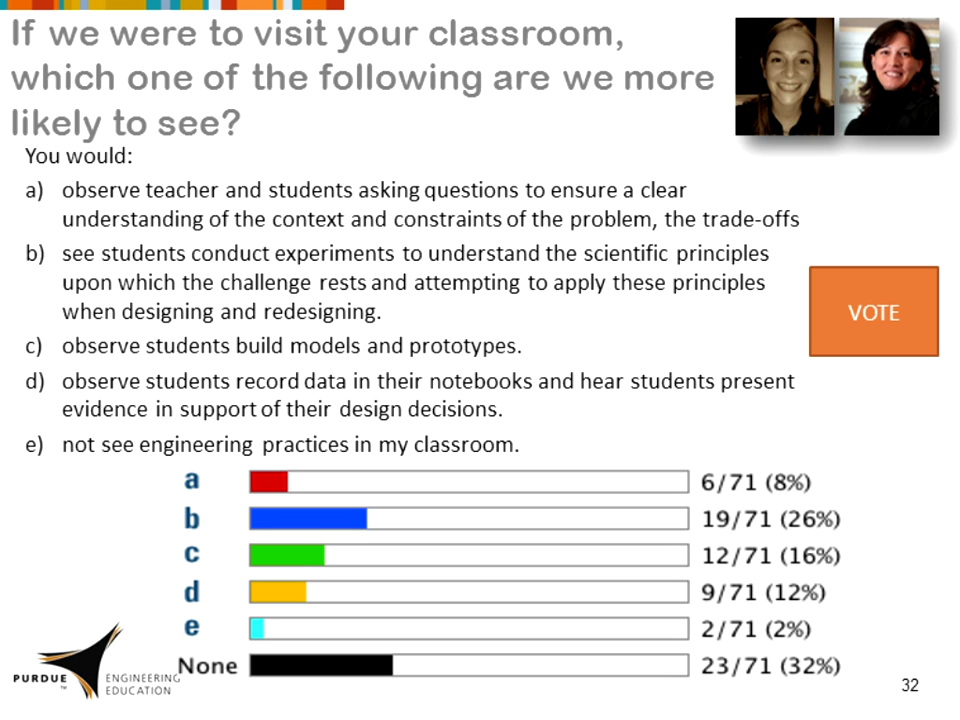 If we were to visit your classroom,
which one of the following are we more
likely to see?
You would:
a) observe teacher and students asking questions to ensure a clear
understanding of the context and constraints of the problem, the trade-offs
b) see students conduct experiments to understand the scientific principles
upon which the challenge rests and attempting to apply these principles
when designing and redesigning.
c) observe students build models and prototypes.
d) observe students record data in their notebooks and hear students present
evidence in support of their design decisions.
e) not see engineering practices in my classroom.
VOTE
a 6/71 (8%)
b 19/71 (26%)
c 12/71 (16%)
d 9/71 (12%)
e 2/71 (2%)
None 23/71 (32%)
PURDUE™
ENGINEERING
EDUCATION
32